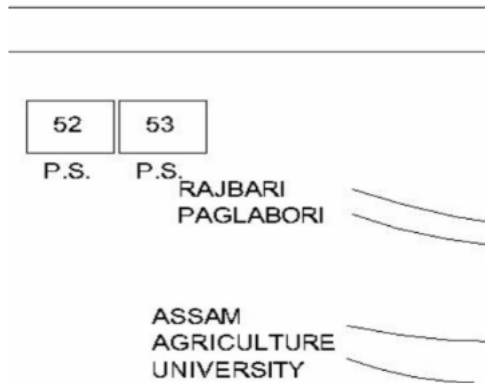 52 53
P.S. P.S.
RAJBARI
PAGLABORI
ASSAM
AGRICULTURE
UNIVERSITY